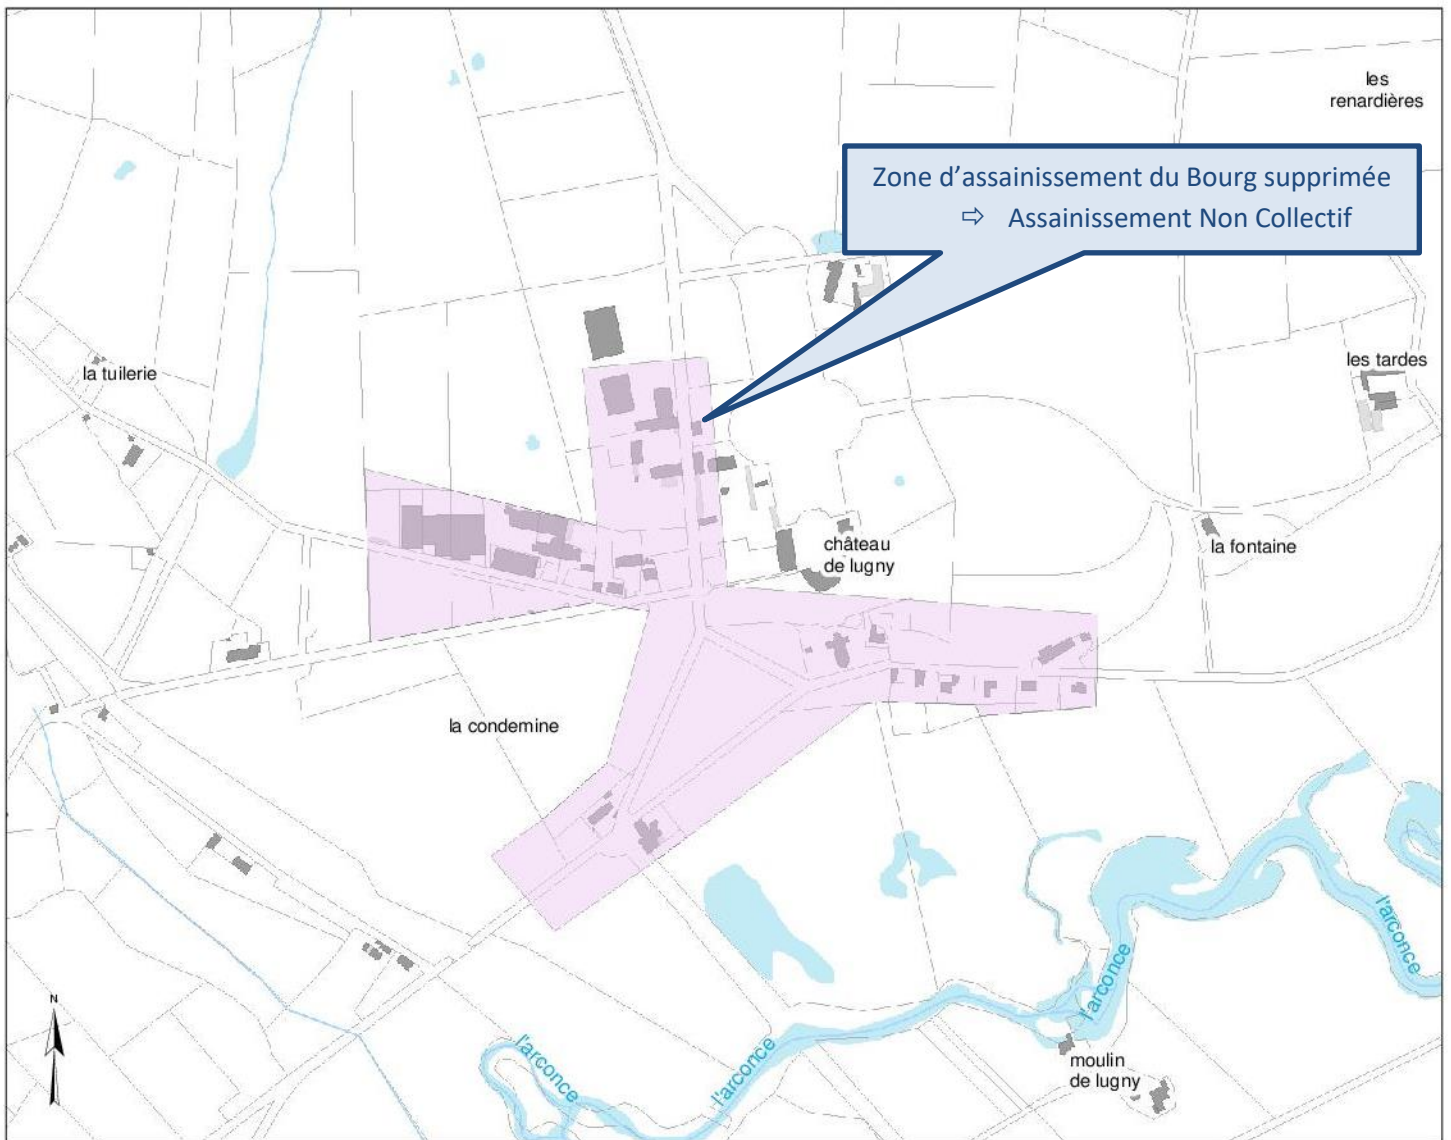 les
renardières
Zone d’assainissement du Bourg supprimée
⇨ Assainissement Non Collectif
la tuilerie
les tardes
château
de lugny
la fontaine
la condemine
l'arconce
l'arconce
l'arconce
l'arconce
N
moulin
de lugny